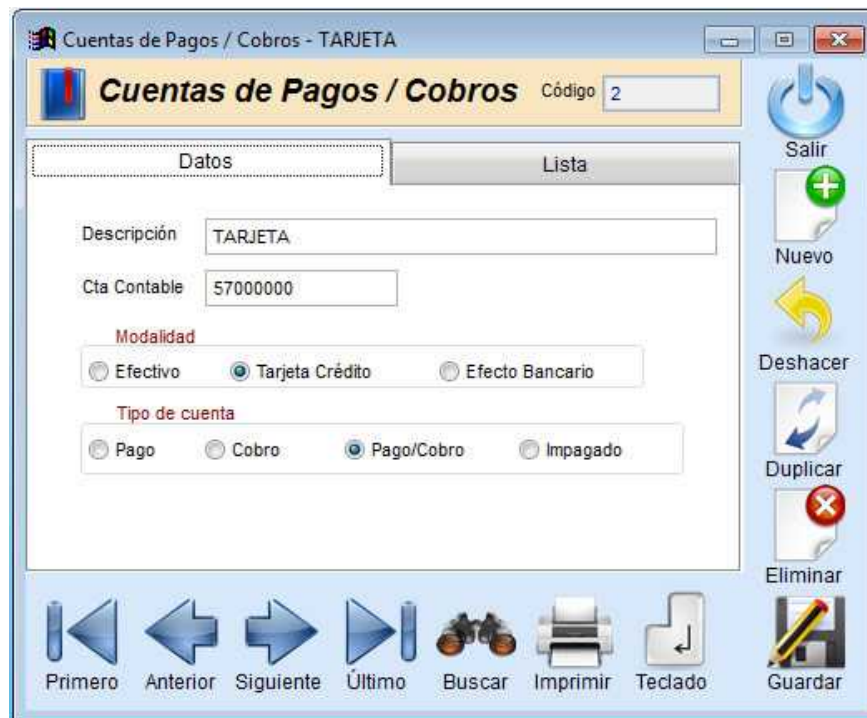 Cuentas de Pagos / Cobros - TARJETA
Cuentas de Pagos / Cobros Código 2
Salir
Datos Lista
Descripción TARJETA
Nuevo
Cta Contable 57000000
Modalidad
Efectivo Tarjeta Crédito Efecto Bancario
Deshacer
Tipo de cuenta
Pago Cobro Pago/Cobro Impagado
Duplicar
Eliminar
Primero Anterior Siguiente Último Buscar Imprimir Teclado Guardar